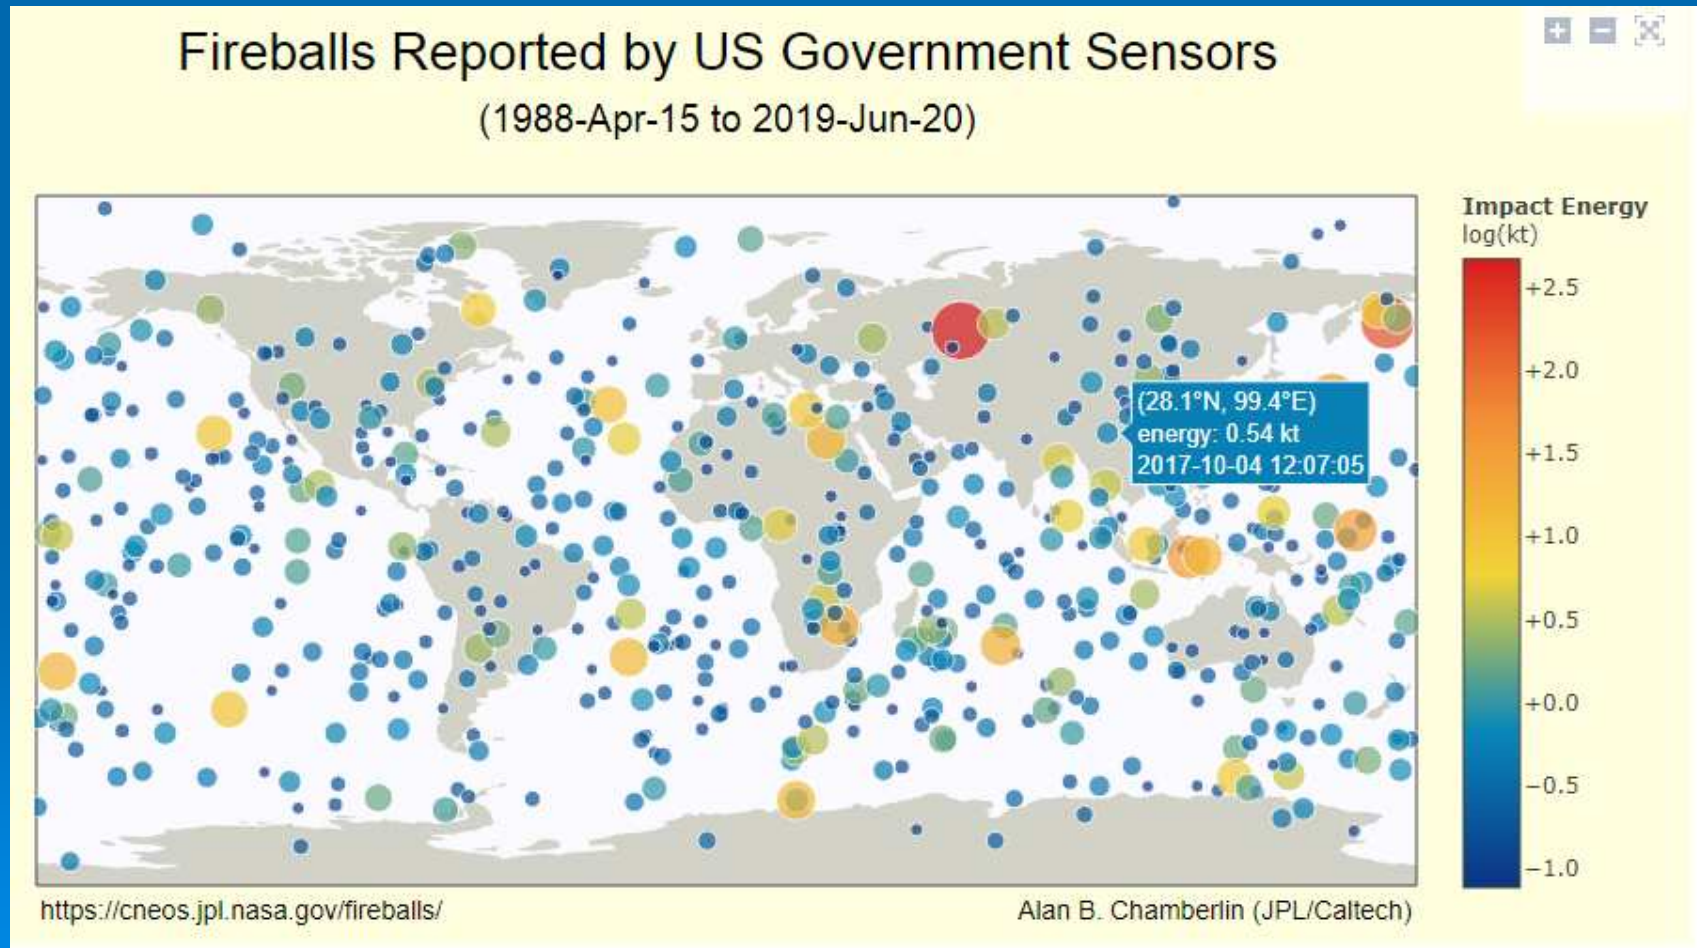 Fireballs Reported by US Government Sensors
(1988-Apr-15 to 2019-Jun-20)
Impact Energy
log(kt)
+2.5
+2.0
+1.5
+1.0
+0.5
+0.0
−0.5
−1.0
(28.1°N, 99.4°E)
energy: 0.54 kt
2017-10-04 12:07:05
https://cneos.jpl.nasa.gov/fireballs/
Alan B. Chamberlin (JPL/Caltech)